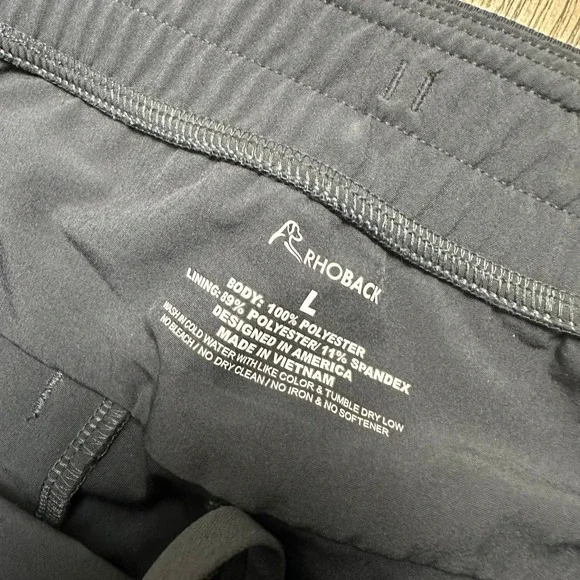 RHOBACK
L
BODY: 100% POLYESTER
LINING: 89% POLYESTER/ 11% SPANDEX
DESIGNED IN AMERICA
MADE IN VIETNAM
WASH IN COLD WATER WITH LIKE COLOR & TUMBLE DRY LOW
NO BLEACH / NO DRY CLEAN / NO IRON & NO SOFTENER